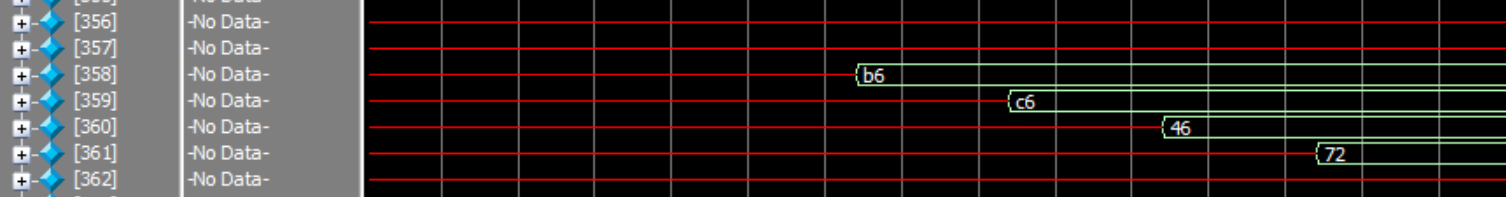 [356] -No Data-
[357] -No Data-
[358] -No Data- b6
[359] -No Data- c6
[360] -No Data- 46
[361] -No Data- 72
[362] -No Data-